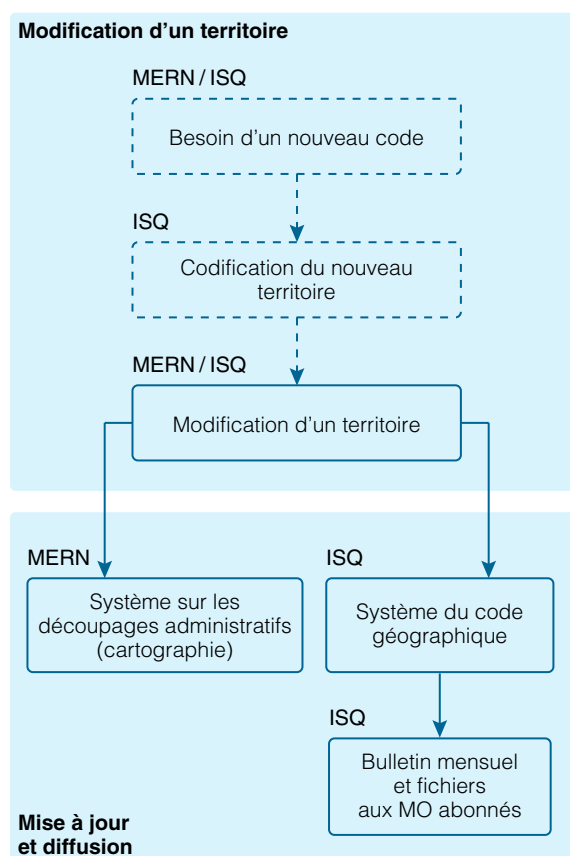 Modification d’un territoire
MERN / ISQ
Besoin d’un nouveau code
ISQ
Codification du nouveau
territoire
MERN / ISQ
Modification d’un territoire
MERN
Système sur les
découpages administratifs
(cartographie)
ISQ
Système du code
géographique
ISQ
Bulletin mensuel
et fichiers
aux MO abonnés
Mise à jour
et diffusion